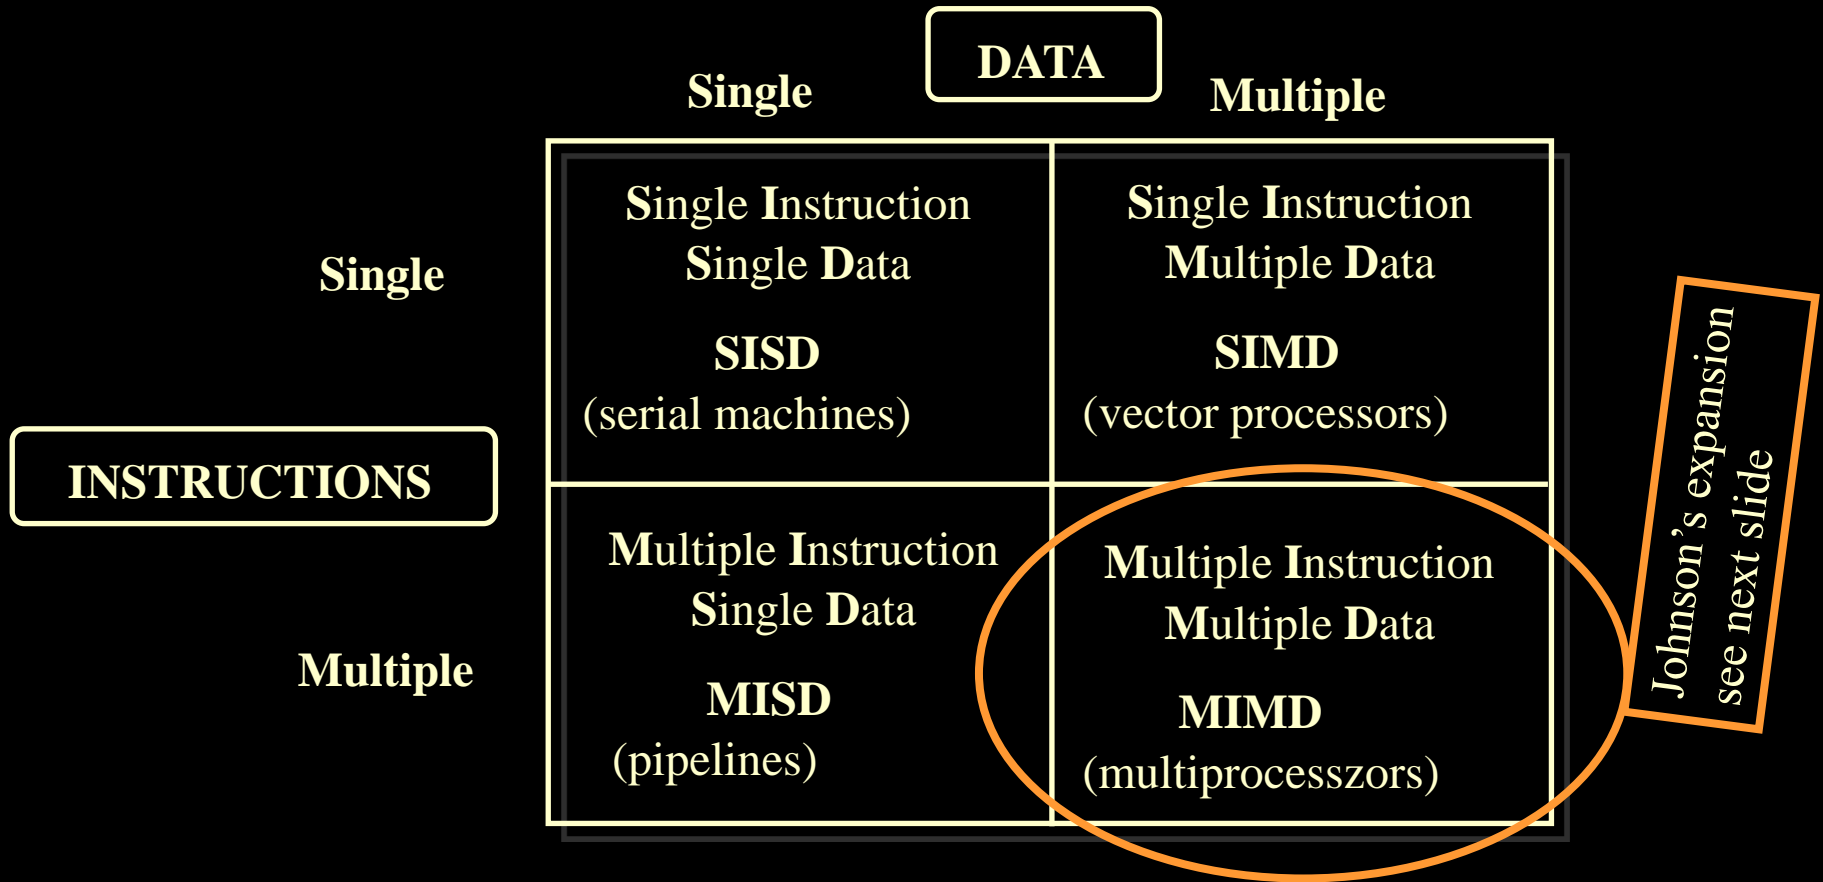 DATA
Single
Multiple
Single Instruction
Single Data
SISD
(serial machines)
Single Instruction
Multiple Data
SIMD
(vector processors)
Single
INSTRUCTIONS
Multiple
Multiple Instruction
Single Data
MISD
(pipelines)
Multiple Instruction
Multiple Data
MIMD
(multiprocesszors)
Johnson’s expansion
see next slide